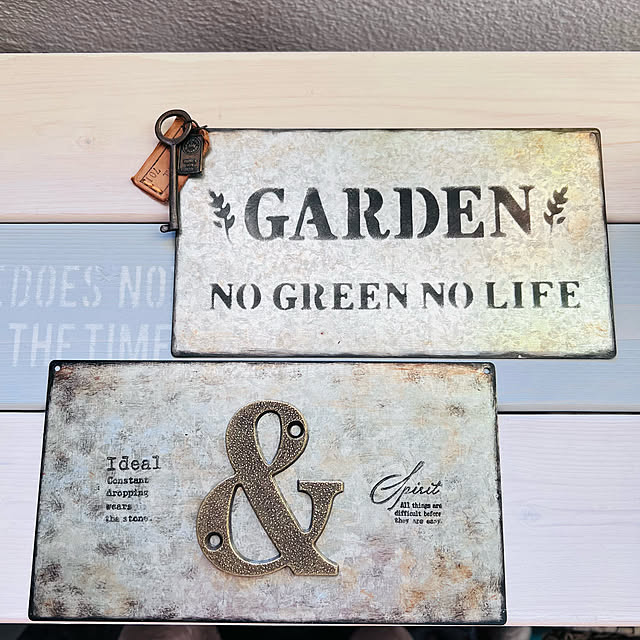 GARDEN
NO GREEN NO LIFE
DOES NO
THE TIME
Ideal
Constant
dropping
wears
the stone.
&
Spirit
All things are
difficult before
they are easy.